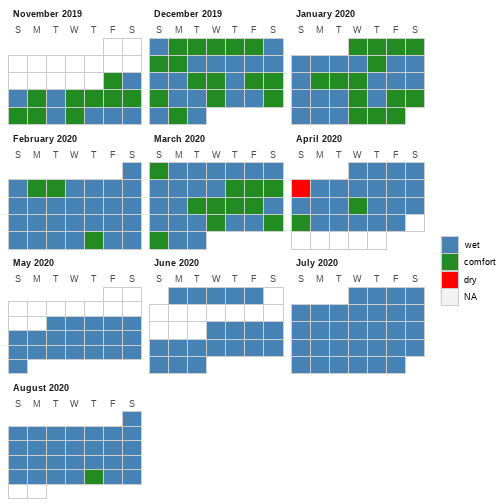 November 2019
S M T W T F S
December 2019
S M T W T F S
January 2020
S M T W T F S
February 2020
S M T W T F S
March 2020
S M T W T F S
April 2020
S M T W T F S
wet
comfort
dry
NA
May 2020
S M T W T F S
June 2020
S M T W T F S
July 2020
S M T W T F S
August 2020
S M T W T F S